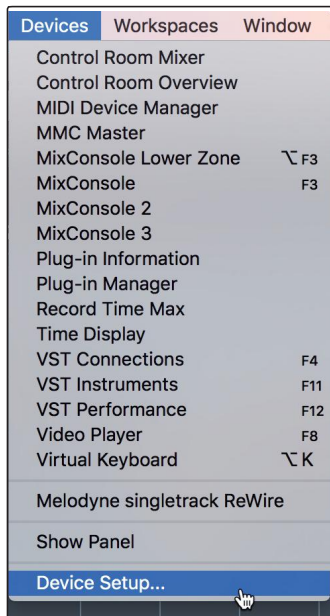 Devices Workspaces Window
Control Room Mixer
Control Room Overview
MIDI Device Manager
MMC Master
MixConsole Lower Zone ⌥ F3
MixConsole F3
MixConsole 2
MixConsole 3
Plug-in Information
Plug-in Manager
Record Time Max
Time Display
VST Connections F4
VST Instruments F11
VST Performance F12
Video Player F8
Virtual Keyboard ⌥ K
Melodyne singletrack ReWire
Show Panel
Device Setup...